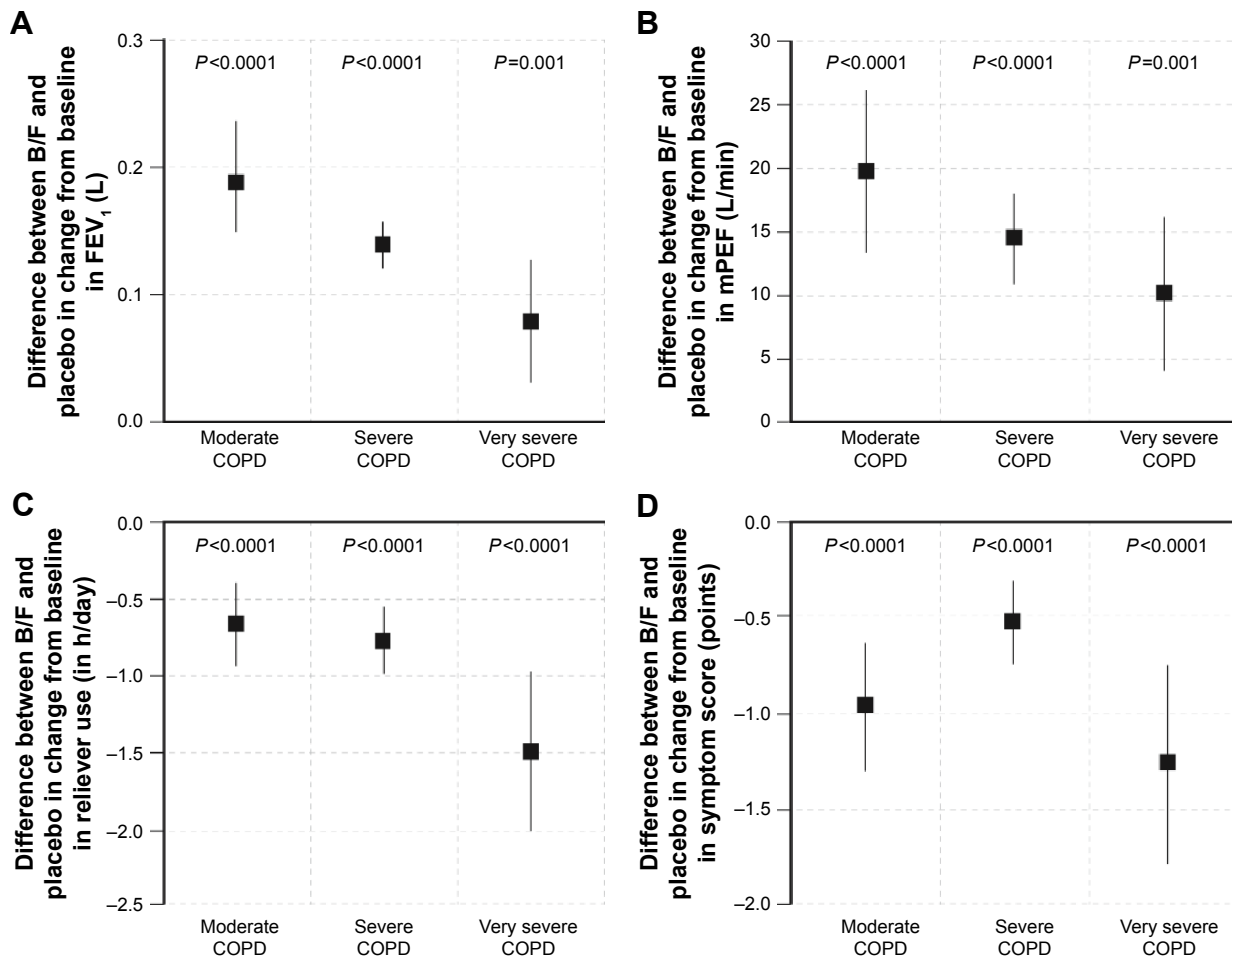 A
Difference between B/F and
placebo in change from baseline
in FEV1 (L)
0.3
0.2
0.1
0.0
P<0.0001
P<0.0001
P=0.001
Moderate
COPD
Severe
COPD
Very severe
COPD
B
Difference between B/F and
placebo in change from baseline
in mPEF (L/min)
30
25
20
15
10
5
0
P<0.0001
P<0.0001
P=0.001
Moderate
COPD
Severe
COPD
Very severe
COPD
C
Difference between B/F and
placebo in change from baseline
in reliever use (in h/day)
0.0
–0.5
–1.0
–1.5
–2.0
–2.5
P<0.0001
P<0.0001
P<0.0001
Moderate
COPD
Severe
COPD
Very severe
COPD
D
Difference between B/F and
placebo in change from baseline
in symptom score (points)
0.0
–0.5
–1.0
–1.5
–2.0
P<0.0001
P<0.0001
P<0.0001
Moderate
COPD
Severe
COPD
Very severe
COPD